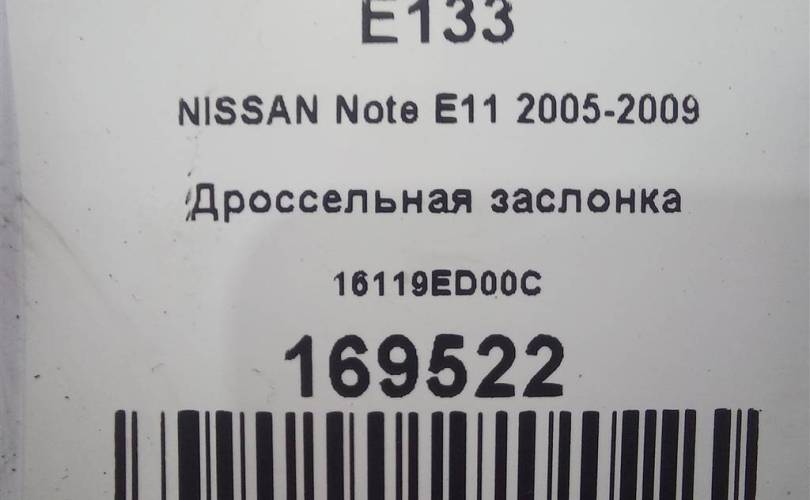 E133
NISSAN Note E11 2005-2009
Дроссельная заслонка
16119ED00C
169522